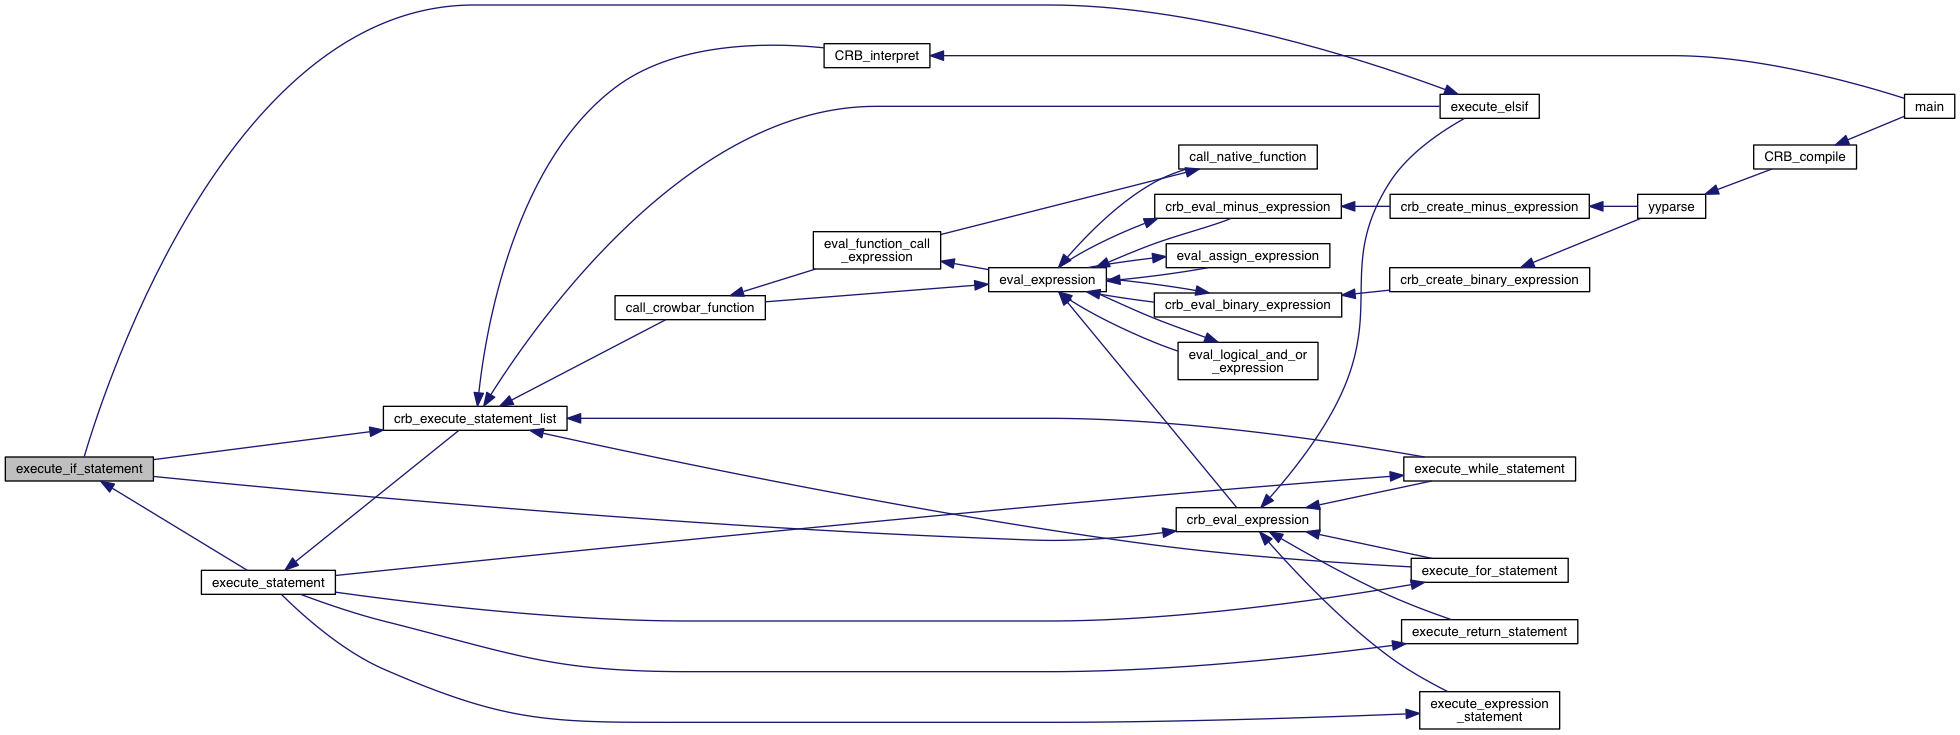 CRB_interpret
execute_elsif
main
call_native_function
CRB_compile
crb_eval_minus_expression
crb_create_minus_expression
yyparse
eval_function_call
_expression
eval_assign_expression
eval_expression
crb_create_binary_expression
call_crowbar_function
crb_eval_binary_expression
eval_logical_and_or
_expression
crb_execute_statement_list
execute_if_statement
execute_while_statement
crb_eval_expression
execute_statement
execute_for_statement
execute_return_statement
execute_expression
_statement